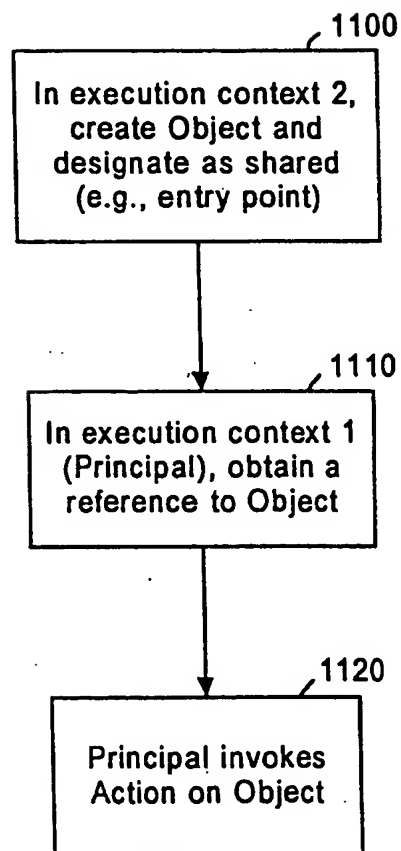 1100
In execution context 2,
create Object and
designate as shared
(e.g., entry point)
1110
In execution context 1
(Principal), obtain a
reference to Object
1120
Principal invokes
Action on Object